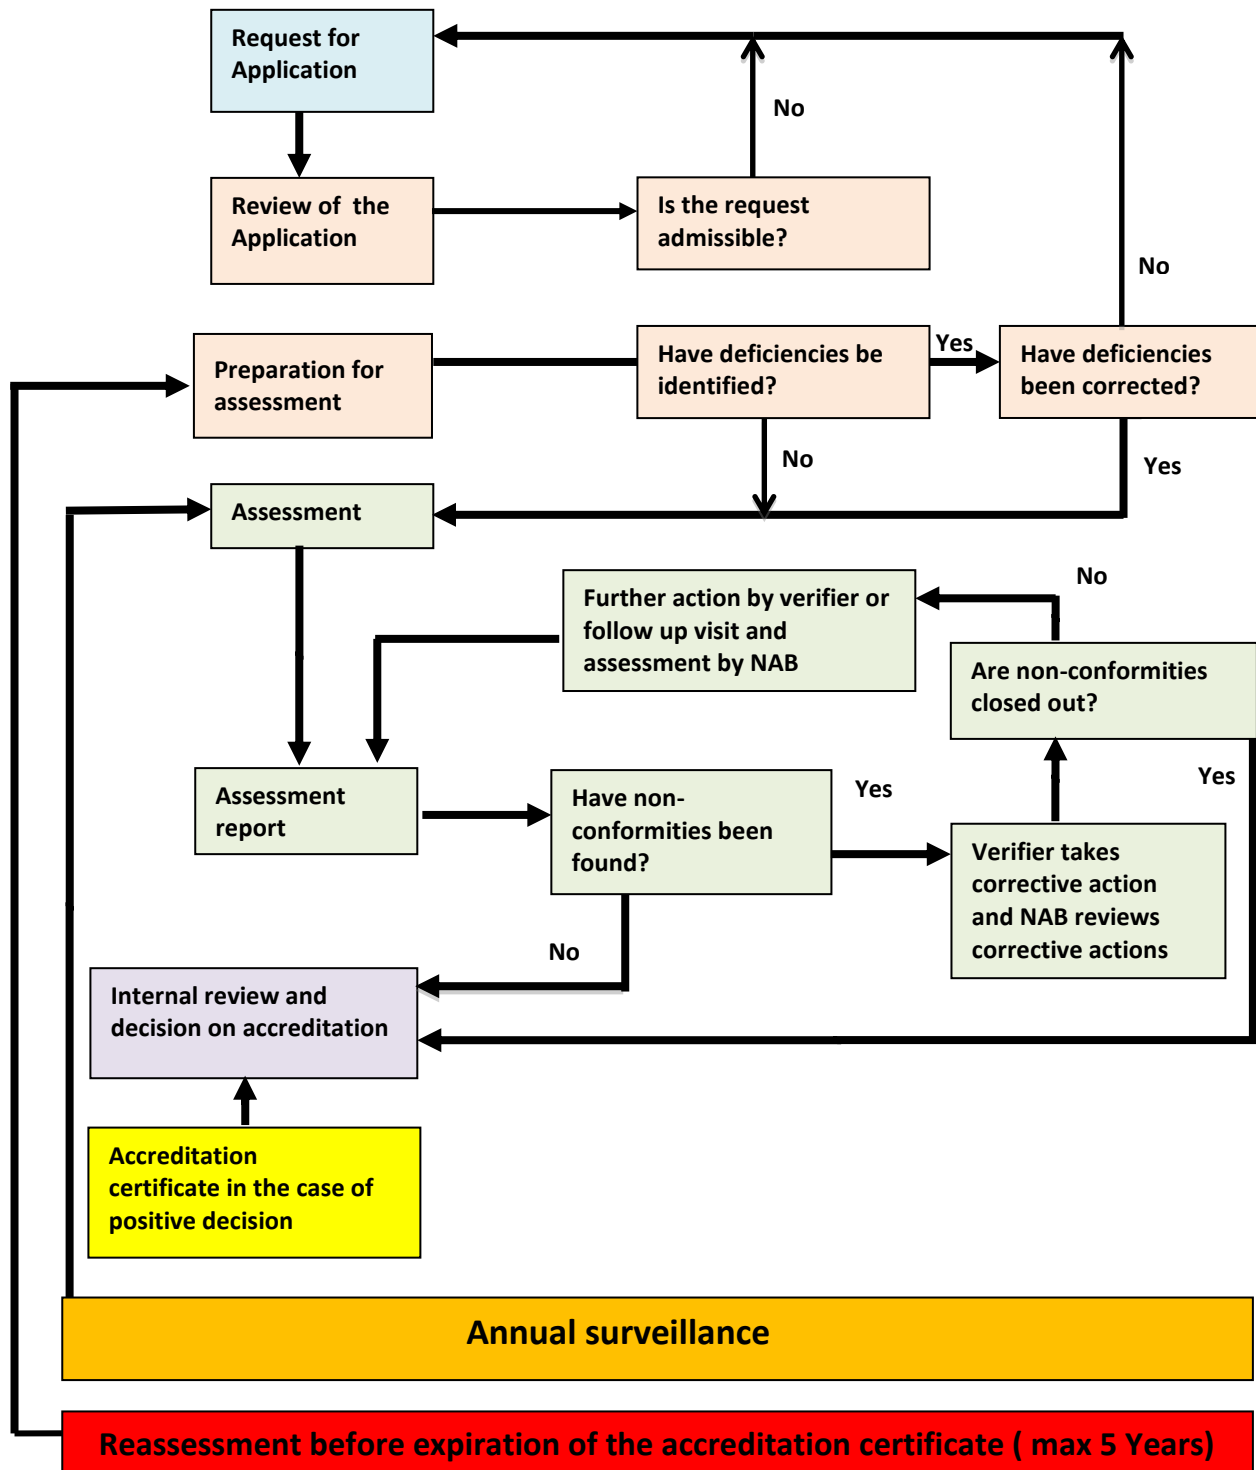 Request for
Application
No
Review of the
Application
Is the request
admissible?
No
Preparation for
assessment
Have deficiencies be
identified?
Yes
Have deficiencies
been corrected?
No
Yes
Assessment
Further action by verifier or
follow up visit and
assessment by NAB
No
Are non-conformities
closed out?
Assessment
report
Have non-
conformities been
found?
Yes
Yes
Verifier takes
corrective action
and NAB reviews
corrective actions
No
Internal review and
decision on accreditation
Accreditation
certificate in the case of
positive decision
Annual surveillance
Reassessment before expiration of the accreditation certificate ( max 5 Years)